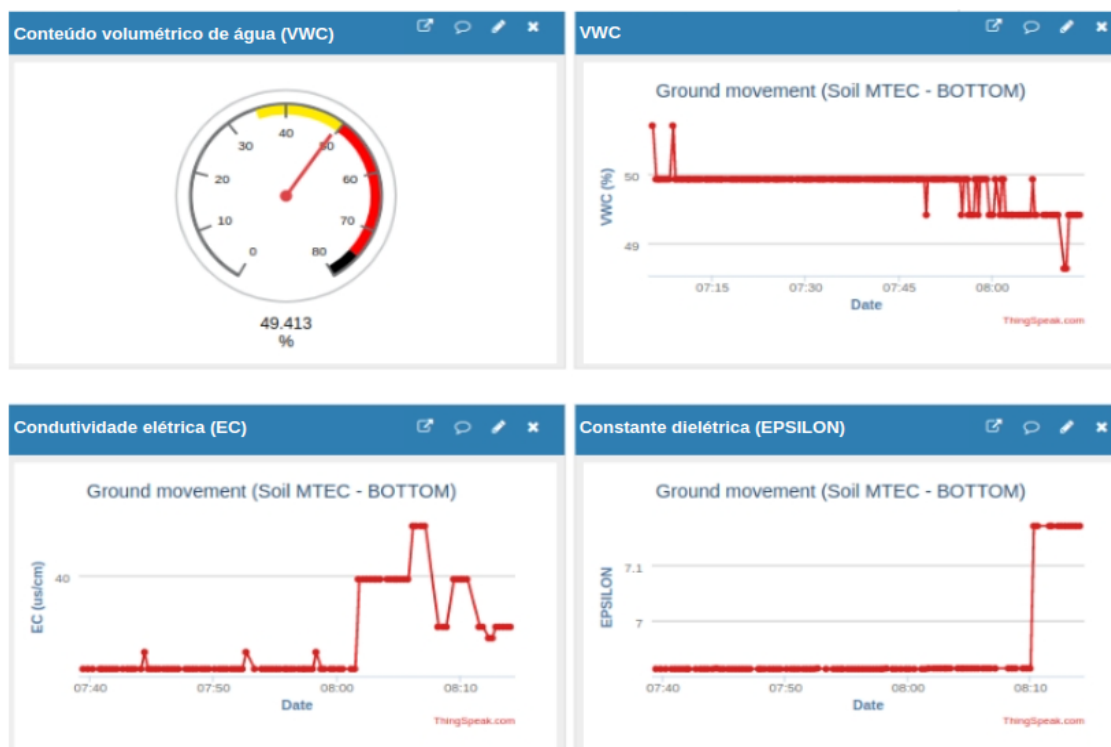 Conteúdo volumétrico de água (VWC)
40
30
50
20
60
10
70
0
80
49.413
%
VWC
Ground movement (Soil MTEC - BOTTOM)
VWC (%)
50
49
07:15 07:30 07:45 08:00
Date
ThingSpeak.com
Condutividade elétrica (EC)
Ground movement (Soil MTEC - BOTTOM)
EC (us/cm)
40
07:40 07:50 08:00 08:10
Date
ThingSpeak.com
Constante dielétrica (EPSILON)
Ground movement (Soil MTEC - BOTTOM)
EPSILON
7.1
7
07:40 07:50 08:00 08:10
Date
ThingSpeak.com